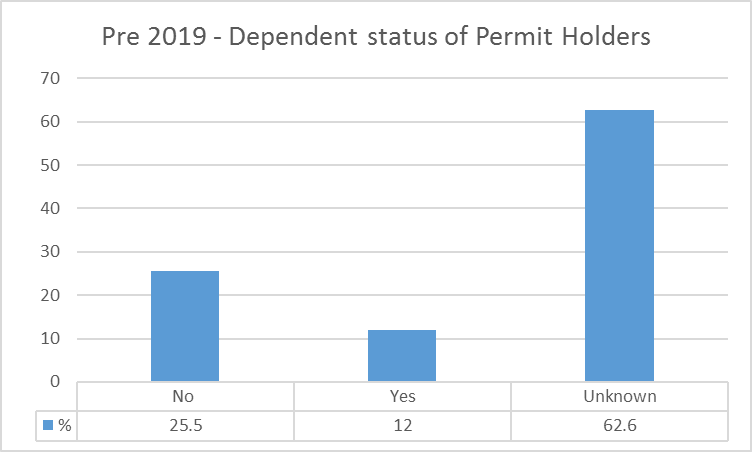 Pre 2019 - Dependent status of Permit Holders
70
60
50
40
30
20
10
0
No Yes Unknown
% 25.5 12 62.6